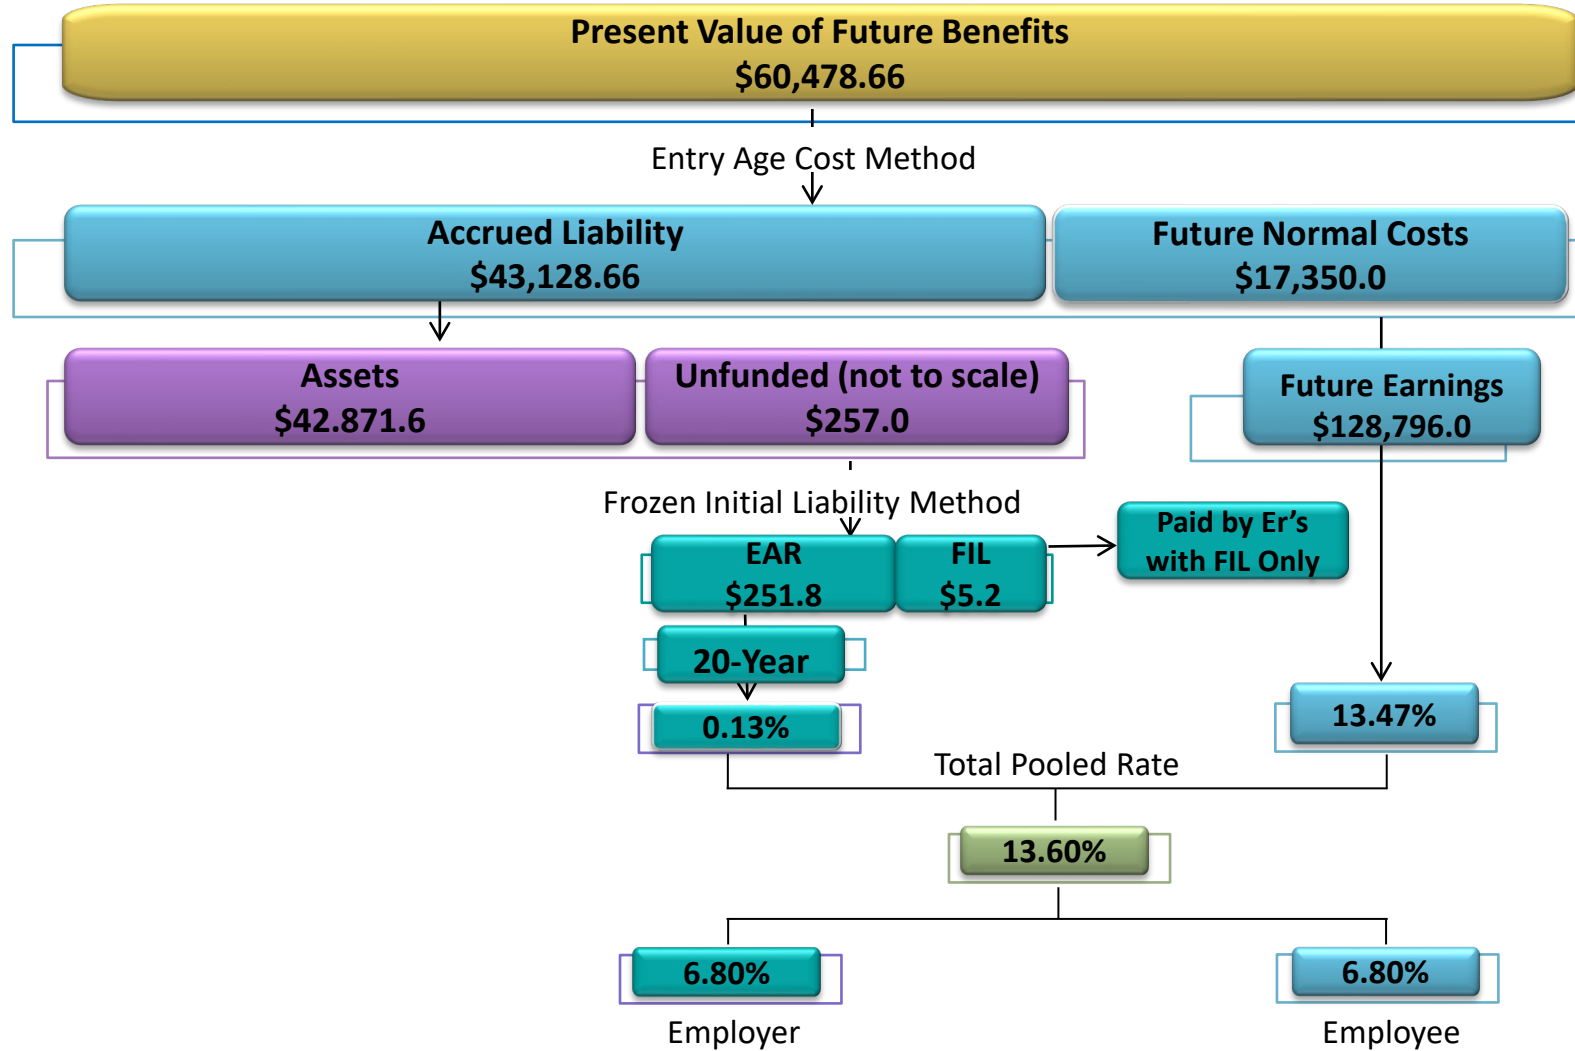 Present Value of Future Benefits
$60,478.66
Entry Age Cost Method
Accrued Liability
$43,128.66
Future Normal Costs
$17,350.0
Assets
$42.871.6
Unfunded (not to scale)
$257.0
Future Earnings
$128,796.0
Frozen Initial Liability Method
EAR
$251.8
FIL
$5.2
Paid by Er’s
with FIL Only
20-Year
0.13%
13.47%
Total Pooled Rate
13.60%
6.80%
6.80%
Employer
Employee